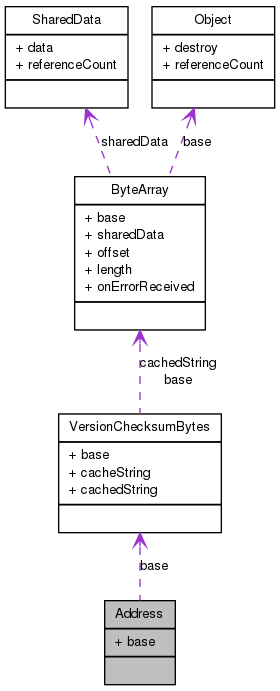 SharedData
+ data
+ referenceCount
Object
+ destroy
+ referenceCount
sharedData
base
ByteArray
+ base
+ sharedData
+ offset
+ length
+ onErrorReceived
cachedString
base
VersionChecksumBytes
+ base
+ cacheString
+ cachedString
base
Address
+ base